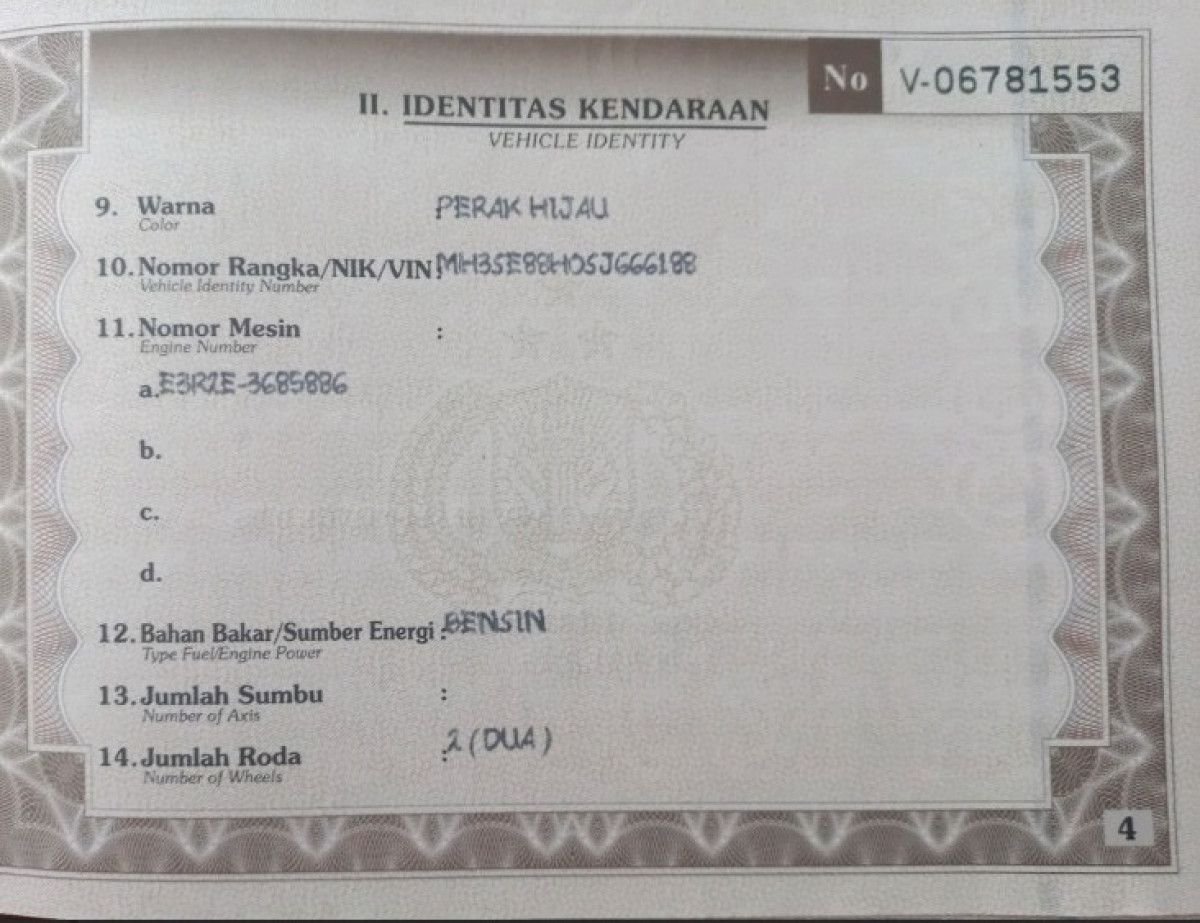 No V-06781553
II. IDENTITAS KENDARAAN
VEHICLE IDENTITY
9. Warna PERAK HIJAU
Color
10. Nomor Rangka/NIK/VIN : MH3SE88H0SJ666188
Vehicle Identity Number
11. Nomor Mesin :
Engine Number
a. E3R2E-3685886
b.
c.
d.
12. Bahan Bakar/Sumber Energi : BENSIN
Type Fuel/Engine Power
13. Jumlah Sumbu :
Number of Axis
14. Jumlah Roda : 2 (DUA)
Number of Wheels
4